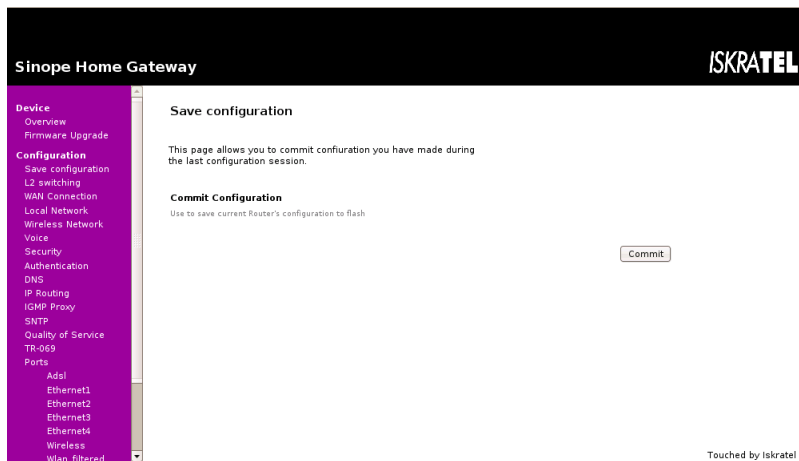 Sinope Home Gateway
ISKRATEL
Device
Overview
Firmware Upgrade
Configuration
Save configuration
L2 switching
WAN Connection
Local Network
Wireless Network
Voice
Security
Authentication
DNS
IP Routing
IGMP Proxy
SNTP
Quality of Service
TR-069
Ports
Adsl
Ethernet1
Ethernet2
Ethernet3
Ethernet4
Wireless
Wlan filtered
Save configuration
This page allows you to commit confiuration you have made during
the last configuration session.
Commit Configuration
Use to save current Router's configuration to flash
Commit
Touched by Iskratel